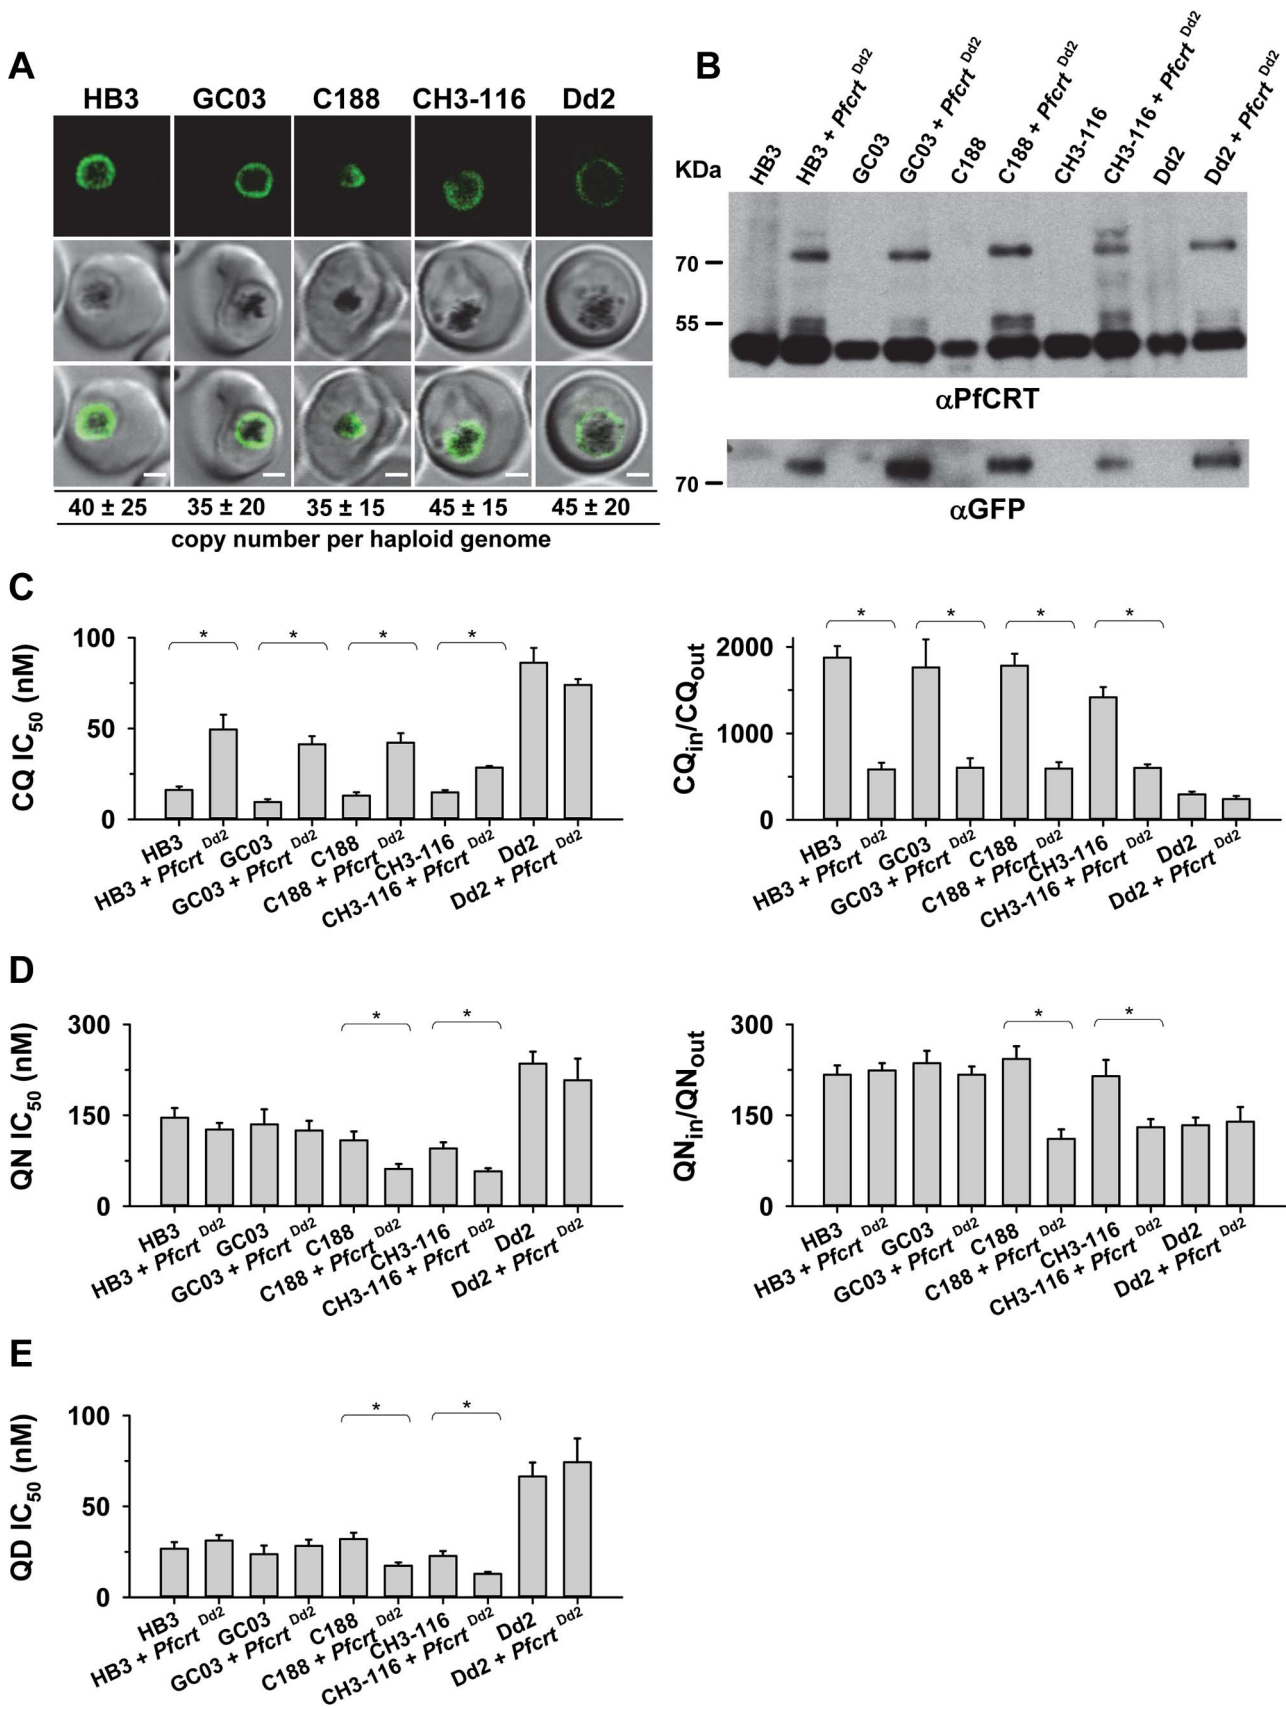 A
HB3 GC03 C188 CH3-116 Dd2
40 ± 25 35 ± 20 35 ± 15 45 ± 15 45 ± 20
copy number per haploid genome
B
KDa
HB3
HB3 + Pfcrt Dd2
GC03
GC03 + Pfcrt Dd2
C188
C188 + Pfcrt Dd2
CH3-116
CH3-116 + Pfcrt Dd2
Dd2
Dd2 + Pfcrt Dd2
70
55
αPfCRT
70
αGFP
C
CQ IC50 (nM)
100
50
0
* * * *
HB3
HB3 + Pfcrt Dd2
GC03
GC03 + Pfcrt Dd2
C188
C188 + Pfcrt Dd2
CH3-116
CH3-116 + Pfcrt Dd2
Dd2
Dd2 + Pfcrt Dd2
CQin/CQout
2000
1000
0
* * * *
HB3
HB3 + Pfcrt Dd2
GC03
GC03 + Pfcrt Dd2
C188
C188 + Pfcrt Dd2
CH3-116
CH3-116 + Pfcrt Dd2
Dd2
Dd2 + Pfcrt Dd2
D
QN IC50 (nM)
300
150
0
* *
HB3
HB3 + Pfcrt Dd2
GC03
GC03 + Pfcrt Dd2
C188
C188 + Pfcrt Dd2
CH3-116
CH3-116 + Pfcrt Dd2
Dd2
Dd2 + Pfcrt Dd2
QNin/QNout
300
150
0
* *
HB3
HB3 + Pfcrt Dd2
GC03
GC03 + Pfcrt Dd2
C188
C188 + Pfcrt Dd2
CH3-116
CH3-116 + Pfcrt Dd2
Dd2
Dd2 + Pfcrt Dd2
E
QD IC50 (nM)
100
50
0
* *
HB3
HB3 + Pfcrt Dd2
GC03
GC03 + Pfcrt Dd2
C188
C188 + Pfcrt Dd2
CH3-116
CH3-116 + Pfcrt Dd2
Dd2
Dd2 + Pfcrt Dd2